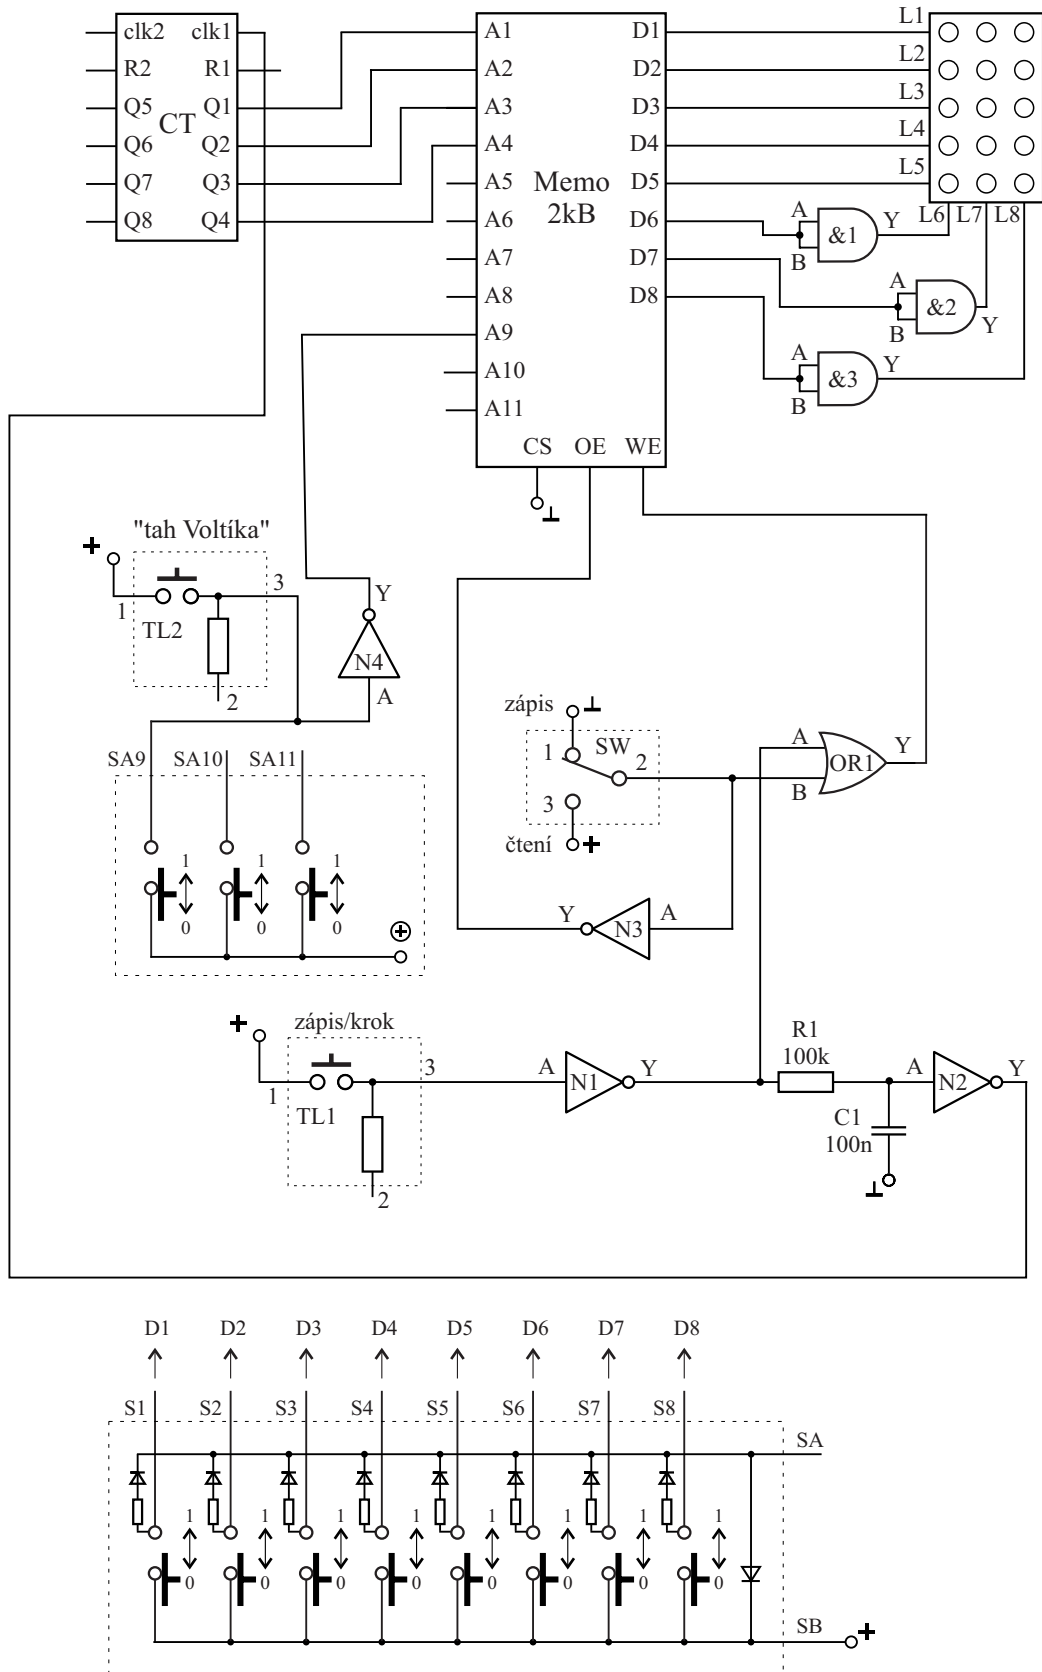 clk2 clk1
R2 R1
Q5 Q1
CT
Q6 Q2
Q7 Q3
Q8 Q4
A1 D1
A2 D2
A3 D3
A4 D4
A5 D5
A6 D6
A7 D7
A8 D8
A9
A10
A11
Memo
2kB
CS OE WE
L1
L2
L3
L4
L5
L6 L7 L8
A
B
&1
Y
A
B
&2
Y
A
B
&3
Y
"tah Voltíka"
+
1
3
TL2
2
Y
N4
A
SA9 SA10 SA11
1 1 1
0 0 0
+
zápis
1
SW
2
3
čtení
+
A
B
OR1
Y
Y
N3
A
+
zápis/krok
1
3
TL1
2
A
N1
Y
R1
100k
C1
100n
A
N2
Y
D1 D2 D3 D4 D5 D6 D7 D8
S1 S2 S3 S4 S5 S6 S7 S8
SA
1 1 1 1 1 1 1 1
0 0 0 0 0 0 0 0
SB
+